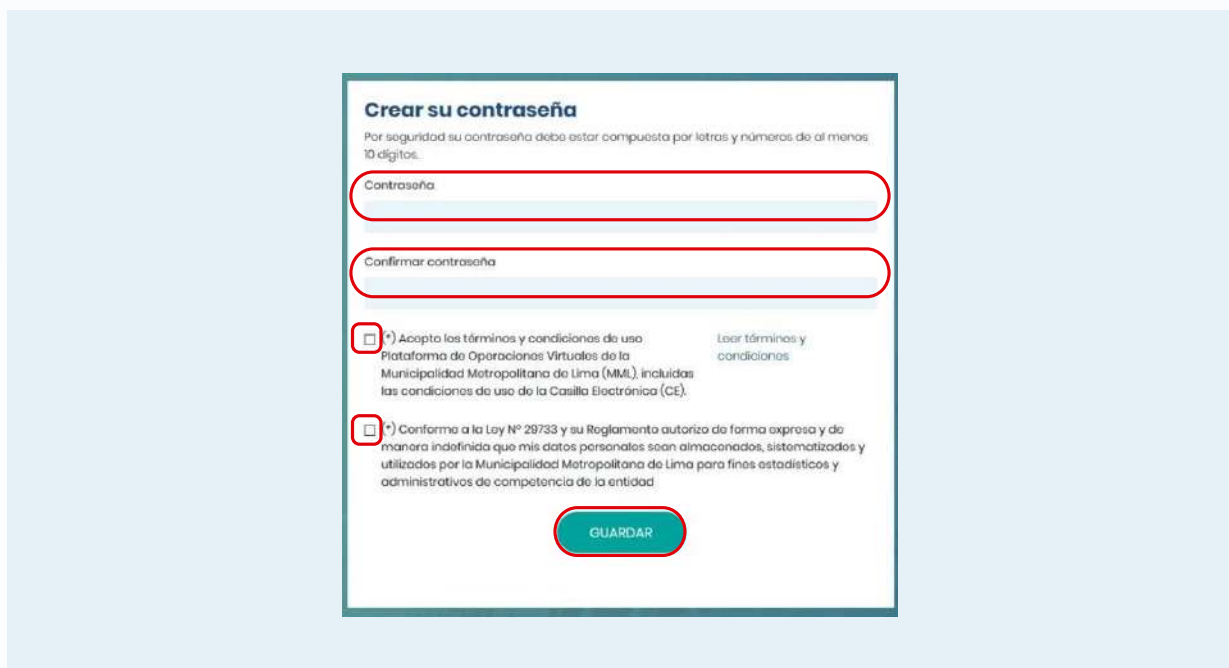 Crear su contraseña
Por seguridad su contraseña debe estar compuesta por letras y números de al menos
10 dígitos.
Contraseña
Confirmar contraseña
(*) Acepto los términos y condiciones de uso
Plataforma de Operaciones Virtuales de la
Municipalidad Metropolitana de Lima (MML), incluidas
las condiciones de uso de la Casilla Electrónica (CE).
Leer términos y
condiciones
(*) Conforme a la Ley Nº 29733 y su Reglamento autorizo de forma expresa y de
manera indefinida que mis datos personales sean almacenados, sistematizados y
utilizados por la Municipalidad Metropolitana de Lima para fines estadísticos y
administrativos de competencia de la entidad
GUARDAR